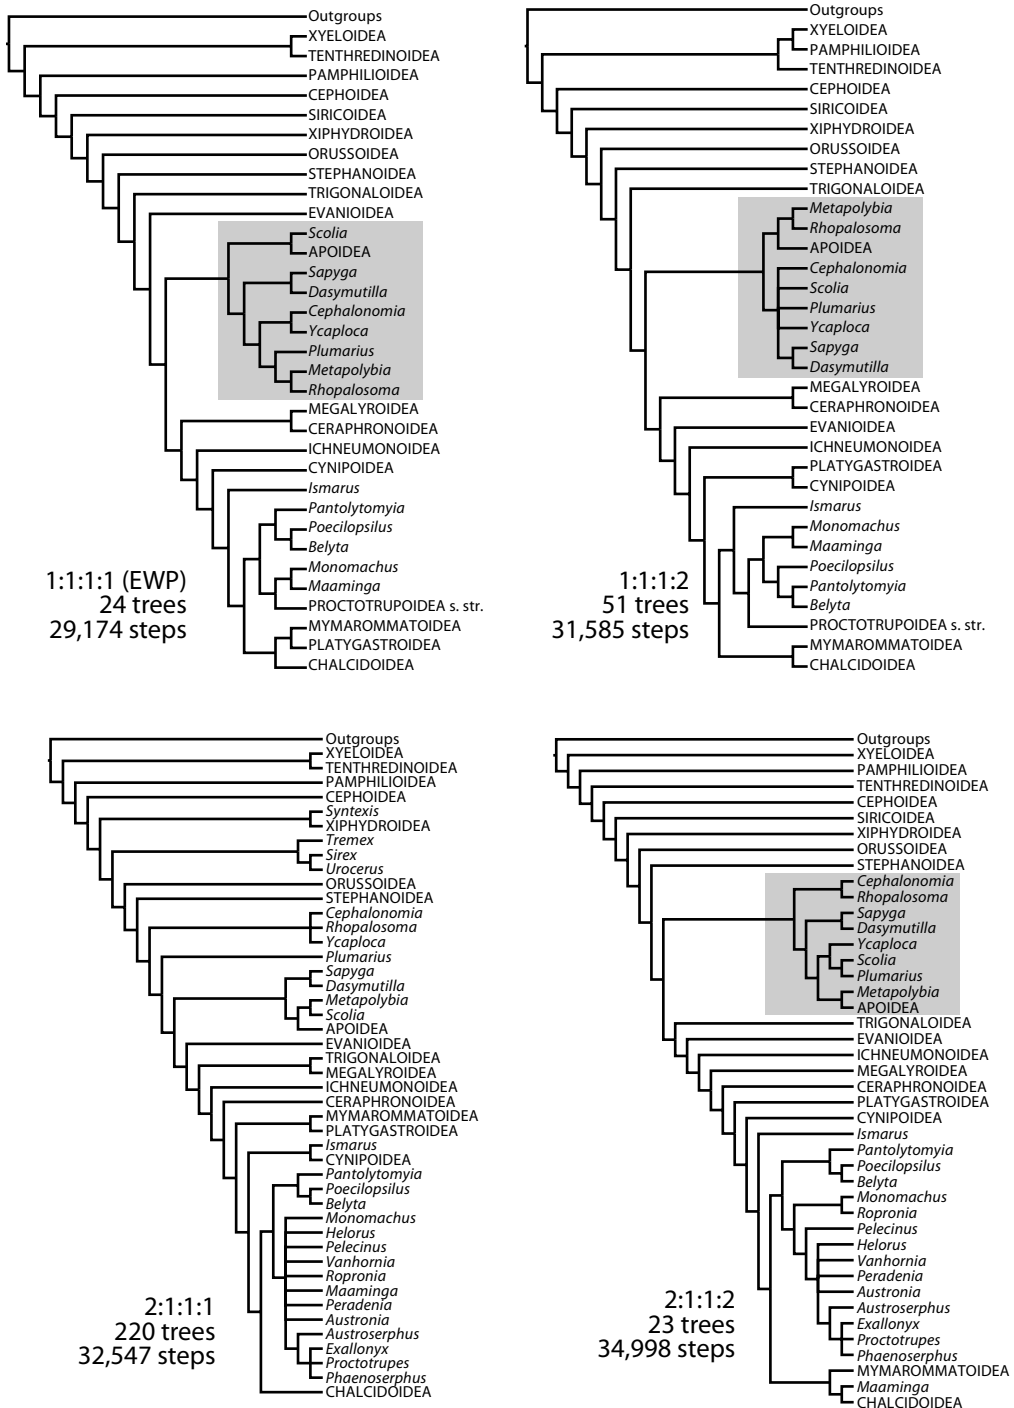 Outgroups
XYELOIDEA
TENTHREDINOIDEA
PAMPHILIOIDEA
CEPHOIDEA
SIRICOIDEA
XIPHYDROIDEA
ORUSSOIDEA
STEPHANOIDEA
TRIGONALOIDEA
EVANIOIDEA
Scolia
APOIDEA
Sapyga
Dasymutilla
Cephalonomia
Ycaploca
Plumarius
Metapolybia
Rhopalosoma
MEGALYROIDEA
CERAPHRONOIDEA
ICHNEUMONOIDEA
CYNIPOIDEA
Ismarus
Pantolytomyia
Poecilopsilus
Belyta
Monomachus
Maaminga
PROCTOTRUPOIDEA s. str.
MYMAROMMATOIDEA
PLATYGASTROIDEA
CHALCIDOIDEA
1:1:1:1 (EWP)
24 trees
29,174 steps
Outgroups
XYELOIDEA
PAMPHILIOIDEA
TENTHREDINOIDEA
CEPHOIDEA
SIRICOIDEA
XIPHYDROIDEA
ORUSSOIDEA
STEPHANOIDEA
TRIGONALOIDEA
Metapolybia
Rhopalosoma
APOIDEA
Cephalonomia
Scolia
Plumarius
Ycaploca
Sapyga
Dasymutilla
MEGALYROIDEA
CERAPHRONOIDEA
EVANIOIDEA
ICHNEUMONOIDEA
PLATYGASTROIDEA
CYNIPOIDEA
Ismarus
Monomachus
Maaminga
Poecilopsilus
Pantolytomyia
Belyta
PROCTOTRUPOIDEA s. str.
MYMAROMMATOIDEA
CHALCIDOIDEA
1:1:1:2
51 trees
31,585 steps
Outgroups
XYELOIDEA
TENTHREDINOIDEA
PAMPHILIOIDEA
CEPHOIDEA
Syntexis
XIPHYDROIDEA
Tremex
Sirex
Urocerus
ORUSSOIDEA
STEPHANOIDEA
Cephalonomia
Rhopalosoma
Ycaploca
Plumarius
Sapyga
Dasymutilla
Metapolybia
Scolia
APOIDEA
EVANIOIDEA
TRIGONALOIDEA
MEGALYROIDEA
ICHNEUMONOIDEA
CERAPHRONOIDEA
MYMAROMMATOIDEA
PLATYGASTROIDEA
Ismarus
CYNIPOIDEA
Pantolytomyia
Poecilopsilus
Belyta
Monomachus
Helorus
Pelecinus
Vanhornia
Ropronia
Maaminga
Peradenia
Austronia
Austroserphus
Exallonyx
Proctotrupes
Phaenoserphus
CHALCIDOIDEA
2:1:1:1
220 trees
32,547 steps
Outgroups
XYELOIDEA
PAMPHILIOIDEA
TENTHREDINOIDEA
CEPHOIDEA
SIRICOIDEA
XIPHYDROIDEA
ORUSSOIDEA
STEPHANOIDEA
Cephalonomia
Rhopalosoma
Sapyga
Dasymutilla
Ycaploca
Scolia
Plumarius
Metapolybia
APOIDEA
TRIGONALOIDEA
EVANIOIDEA
ICHNEUMONOIDEA
MEGALYROIDEA
CERAPHRONOIDEA
PLATYGASTROIDEA
CYNIPOIDEA
Ismarus
Pantolytomyia
Poecilopsilus
Belyta
Monomachus
Ropronia
Pelecinus
Helorus
Vanhornia
Peradenia
Austronia
Austroserphus
Exallonyx
Proctotrupes
Phaenoserphus
MYMAROMMATOIDEA
Maaminga
CHALCIDOIDEA
2:1:1:2
23 trees
34,998 steps